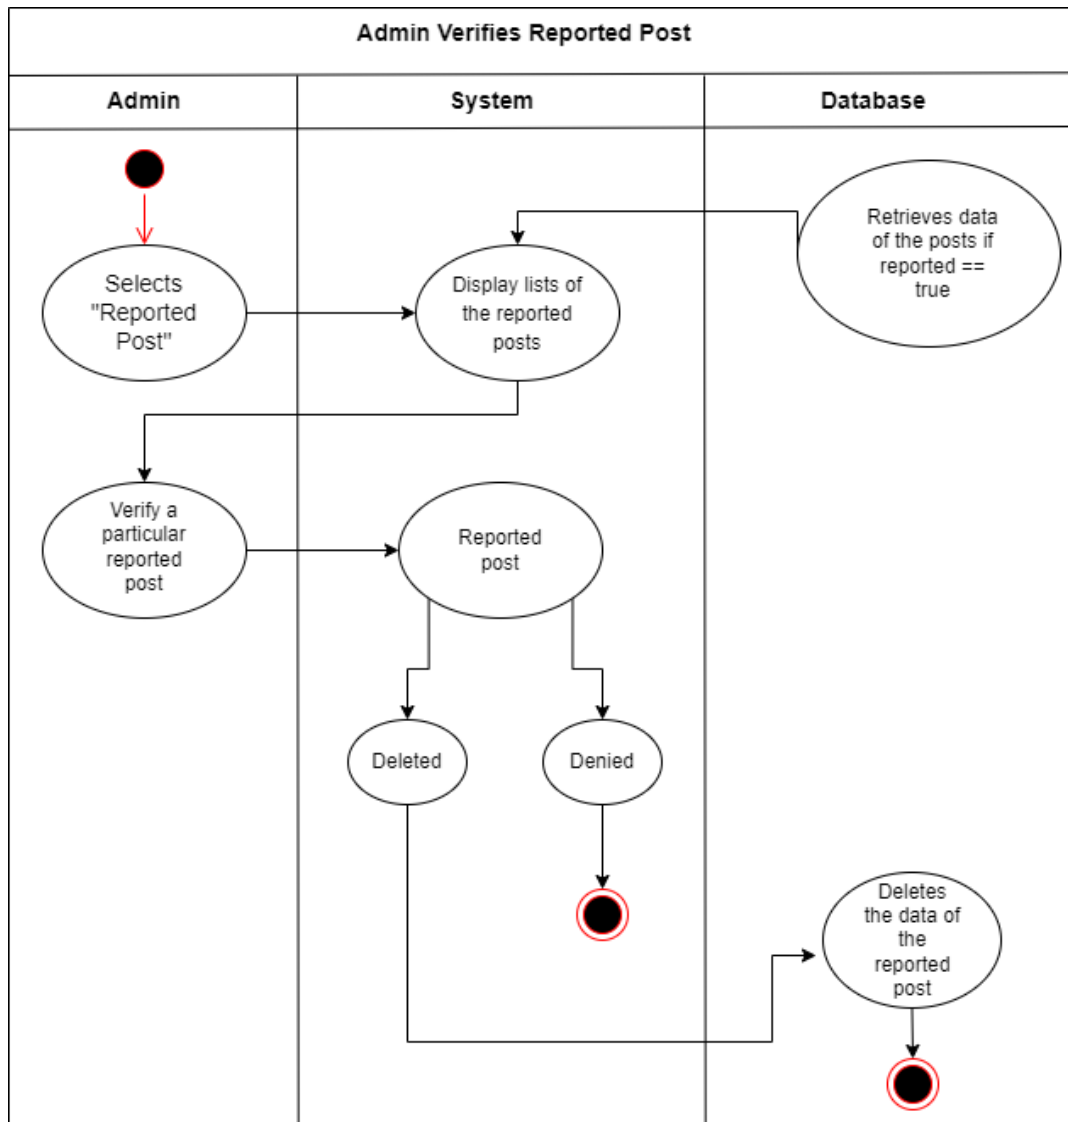 Admin Verifies Reported Post
Admin
System
Database
Selects
"Reported
Post"
Display lists of
the reported
posts
Retrieves data
of the posts if
reported ==
true
Verify a
particular
reported
post
Reported
post
Deleted
Denied
Deletes
the data of
the
reported
post